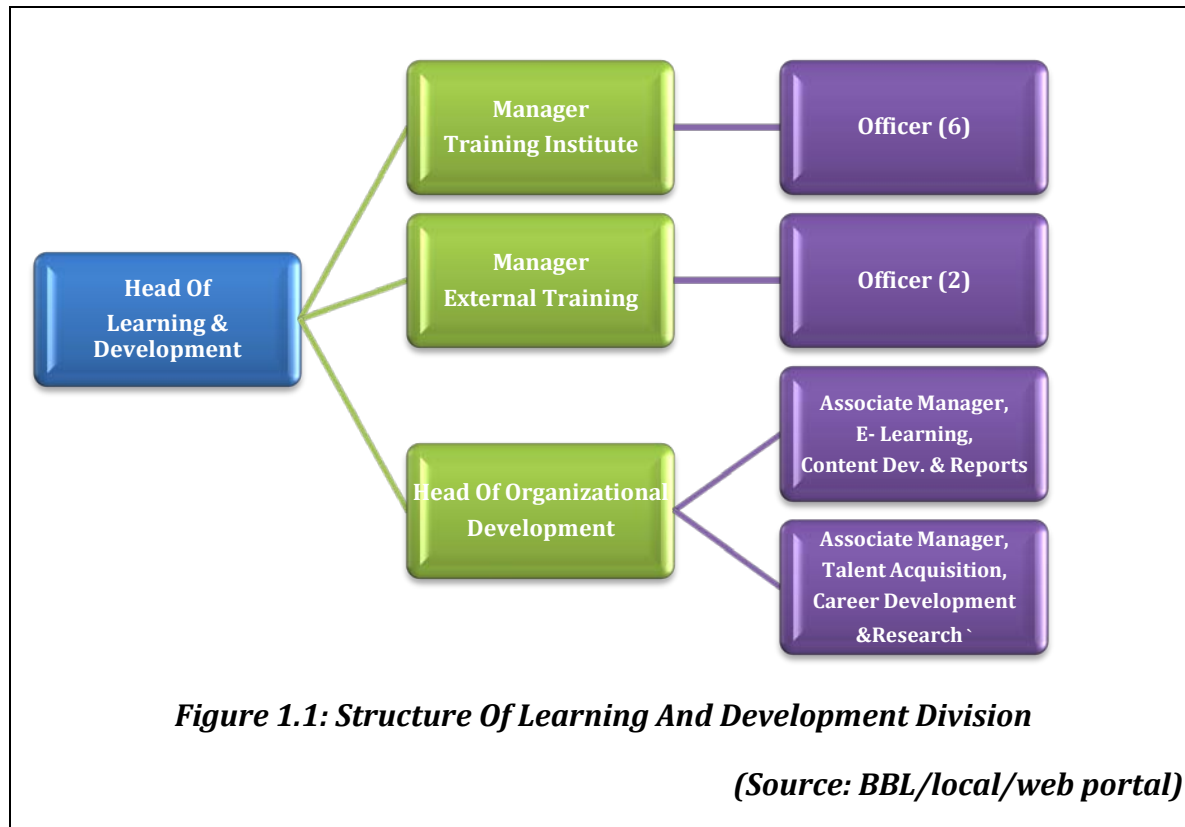 Head Of
Learning &
Development
Manager
Training Institute
Officer (6)
Manager
External Training
Officer (2)
Head Of Organizational
Development
Associate Manager,
E- Learning,
Content Dev. & Reports
Associate Manager,
Talent Acquisition,
Career Development
&Research `
Figure 1.1: Structure Of Learning And Development Division
(Source: BBL/local/web portal)